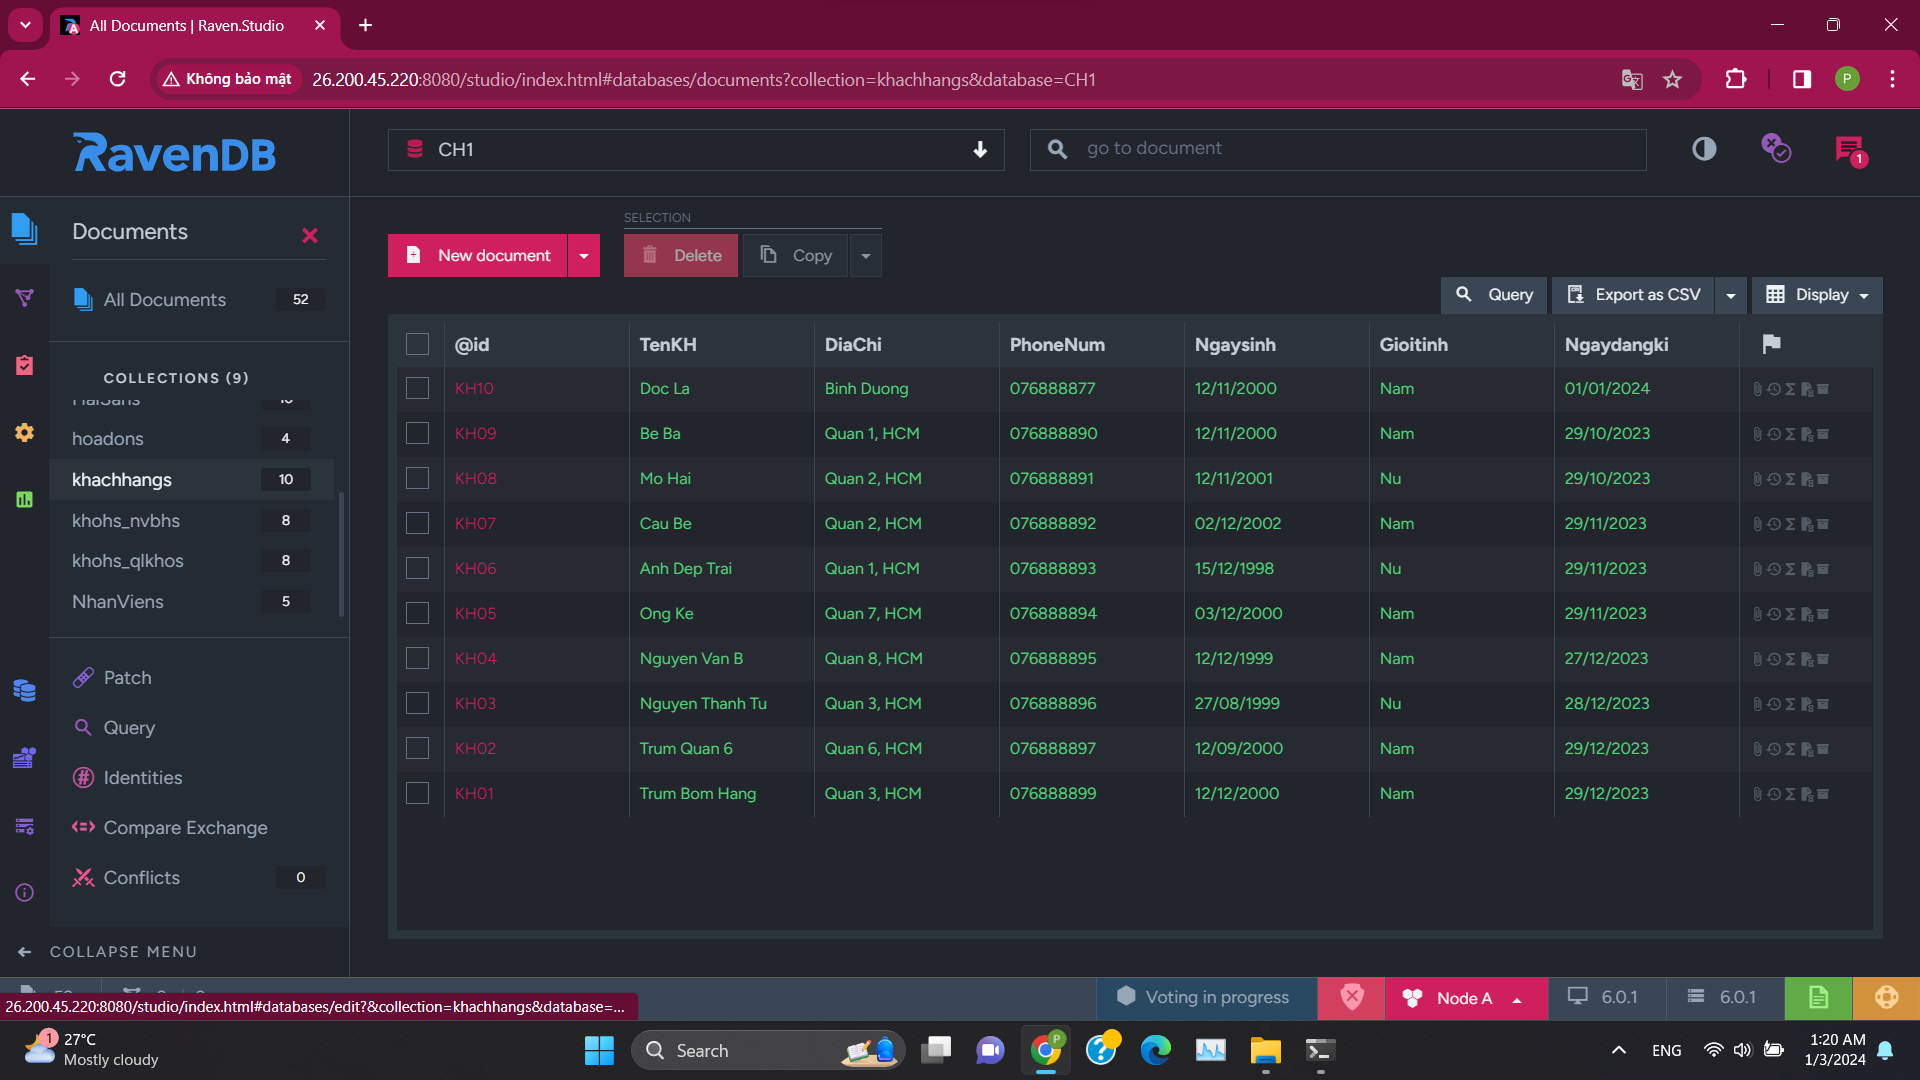 All Documents | Raven.Studio
Không bảo mật
26.200.45.220:8080/studio/index.html#databases/documents?collection=khachhangs&database=CH1
P
RavenDB
CH1
go to document
1
Documents
SELECTION
New document
Delete
Copy
All Documents 52
Query
Export as CSV
Display
COLLECTIONS (9)
hoadons 4
khachhangs 10
khohs_nvbhs 8
khohs_qlkhos 8
NhanViens 5
@id TenKH DiaChi PhoneNum Ngaysinh Gioitinh Ngaydangki
KH10 Doc La Binh Duong 076888877 12/11/2000 Nam 01/01/2024
KH09 Be Ba Quan 1, HCM 076888890 12/11/2000 Nam 29/10/2023
KH08 Mo Hai Quan 2, HCM 076888891 12/11/2001 Nu 29/10/2023
KH07 Cau Be Quan 2, HCM 076888892 02/12/2002 Nam 29/11/2023
KH06 Anh Dep Trai Quan 1, HCM 076888893 15/12/1998 Nu 29/11/2023
KH05 Ong Ke Quan 7, HCM 076888894 03/12/2000 Nam 29/11/2023
KH04 Nguyen Van B Quan 8, HCM 076888895 12/12/1999 Nam 27/12/2023
KH03 Nguyen Thanh Tu Quan 3, HCM 076888896 27/08/1999 Nu 28/12/2023
KH02 Trum Quan 6 Quan 6, HCM 076888897 12/09/2000 Nam 29/12/2023
KH01 Trum Bom Hang Quan 3, HCM 076888899 12/12/2000 Nam 29/12/2023
Patch
Query
Identities
Compare Exchange
Conflicts 0
COLLAPSE MENU
26.200.45.220:8080/studio/index.html#databases/edit?&collection=khachhangs&database=...
Voting in progress
Node A
6.0.1
6.0.1
1
27°C
Mostly cloudy
Search
P
ENG
1:20 AM
1/3/2024